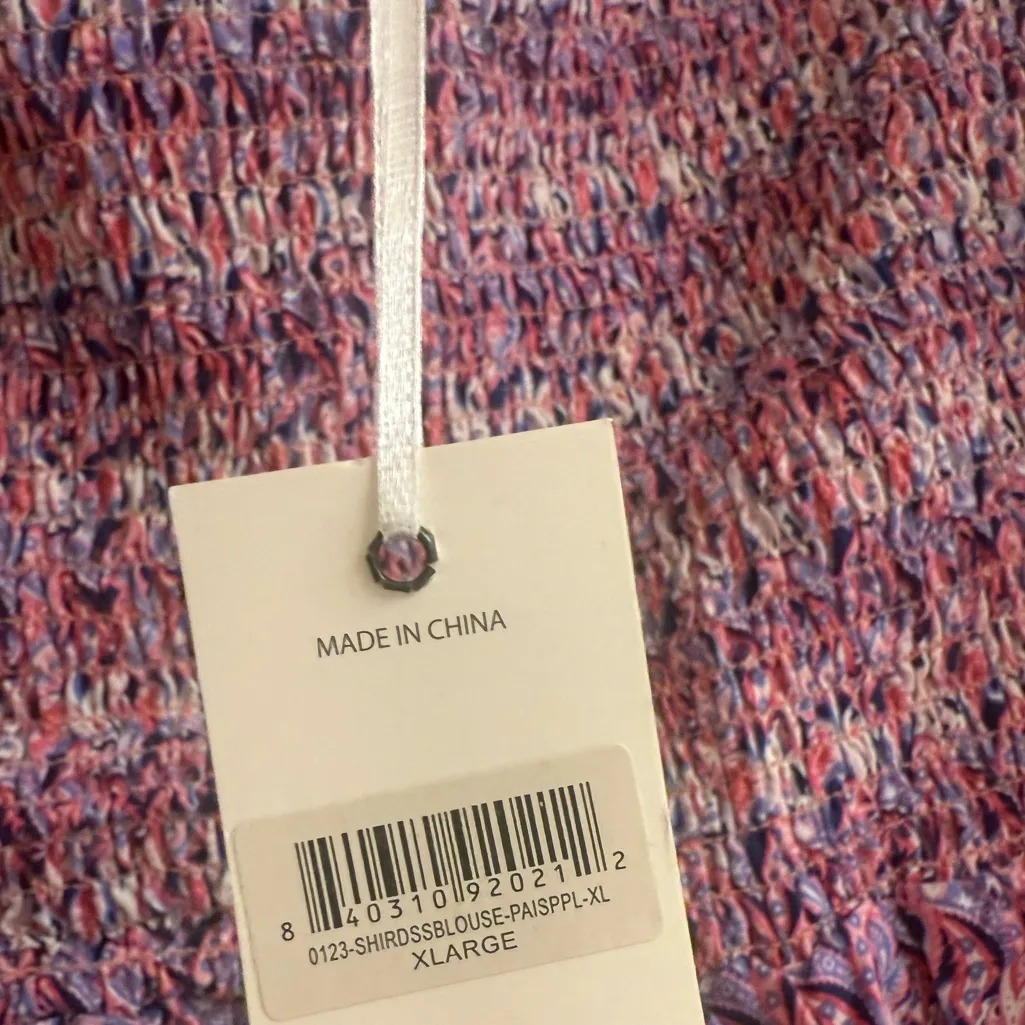 MADE IN CHINA
8 40310 92021 2
0123-SHIRDSSBLOUSE-PAISPPL-XL
XLARGE